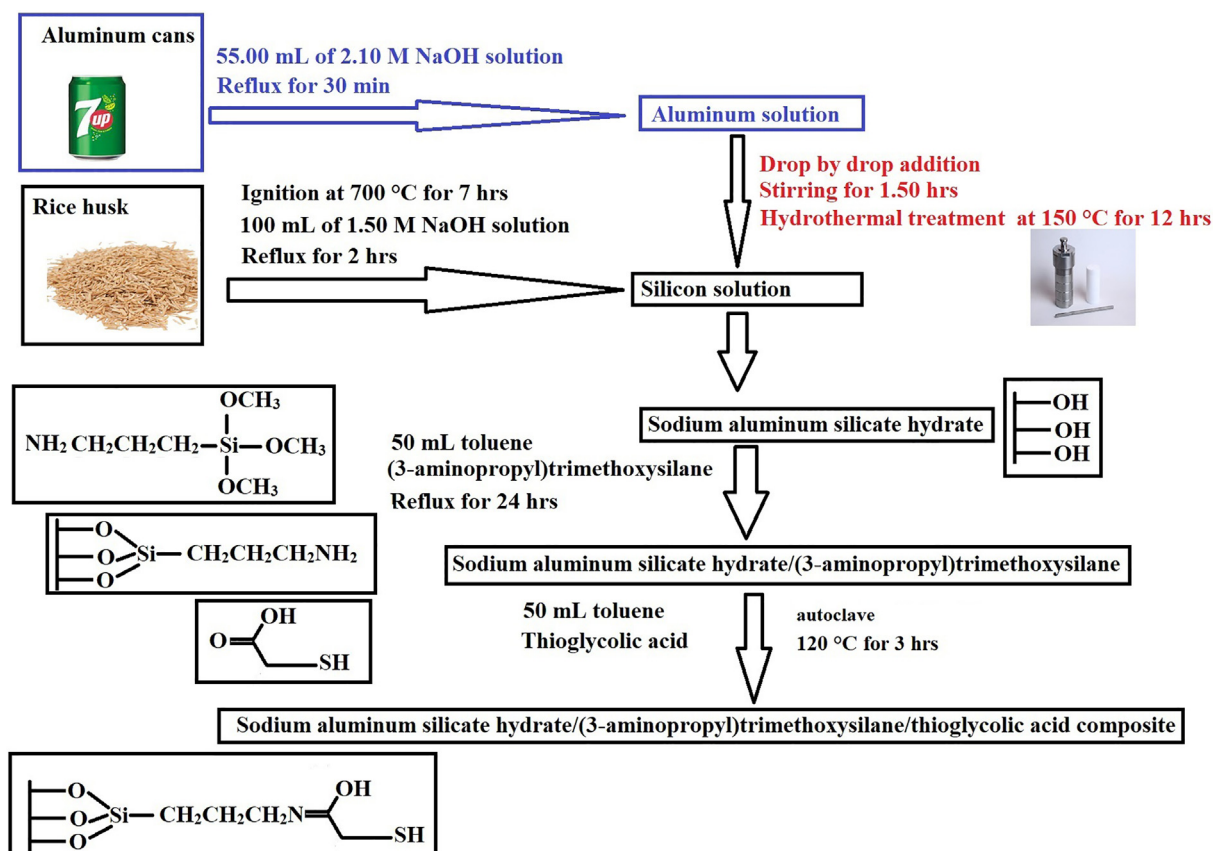 Aluminum cans
7up
55.00 mL of 2.10 M NaOH solution
Reflux for 30 min
Aluminum solution
Drop by drop addition
Stirring for 1.50 hrs
Hydrothermal treatment at 150 °C for 12 hrs
Rice husk
Ignition at 700 °C for 7 hrs
100 mL of 1.50 M NaOH solution
Reflux for 2 hrs
Silicon solution
OCH3
NH2 CH2CH2CH2–Si–OCH3
OCH3
Sodium aluminum silicate hydrate
OH
OH
OH
50 mL toluene
(3-aminopropyl)trimethoxysilane
Reflux for 24 hrs
O
O Si – CH2CH2CH2NH2
O
Sodium aluminum silicate hydrate/(3-aminopropyl)trimethoxysilane
OH
O
SH
50 mL toluene
Thioglycolic acid
autoclave
120 °C for 3 hrs
Sodium aluminum silicate hydrate/(3-aminopropyl)trimethoxysilane/thioglycolic acid composite
O OH
O Si – CH2CH2CH2N
O SH